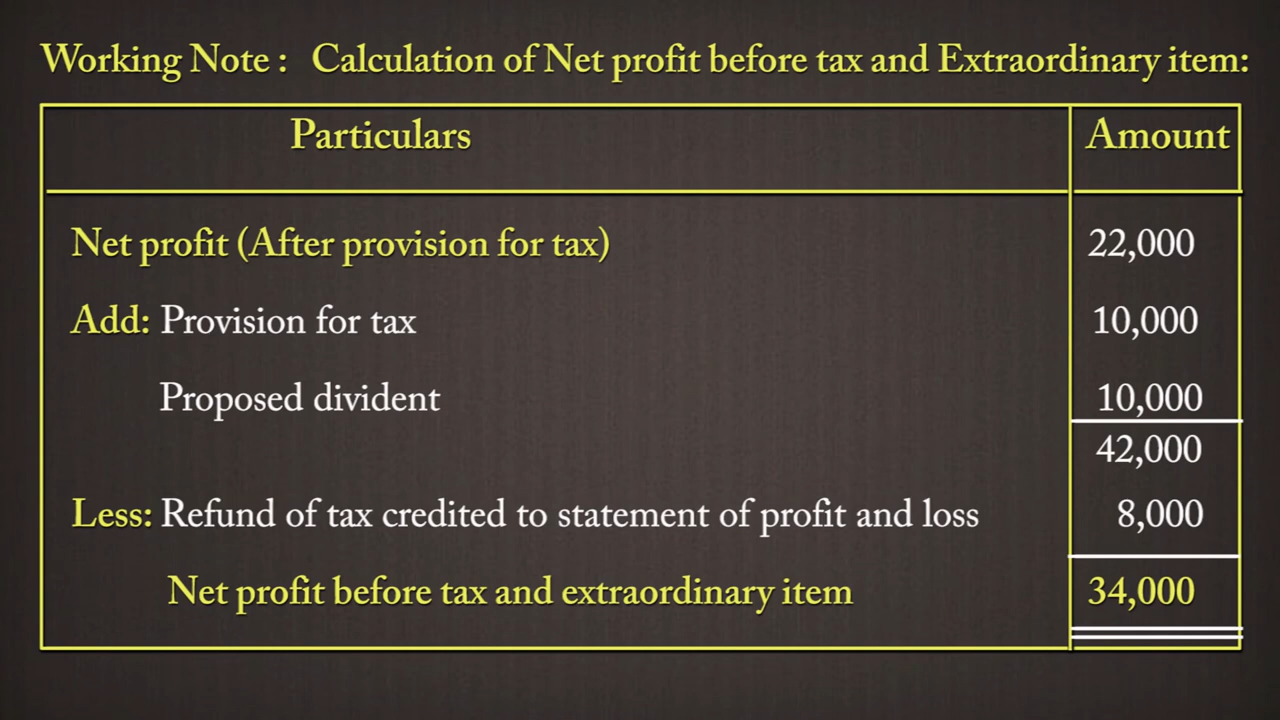 Working Note : Calculation of Net profit before tax and Extraordinary item:
Particulars Amount
Net profit (After provision for tax) 22,000
Add: Provision for tax 10,000
Proposed divident 10,000
42,000
Less: Refund of tax credited to statement of profit and loss 8,000
Net profit before tax and extraordinary item 34,000